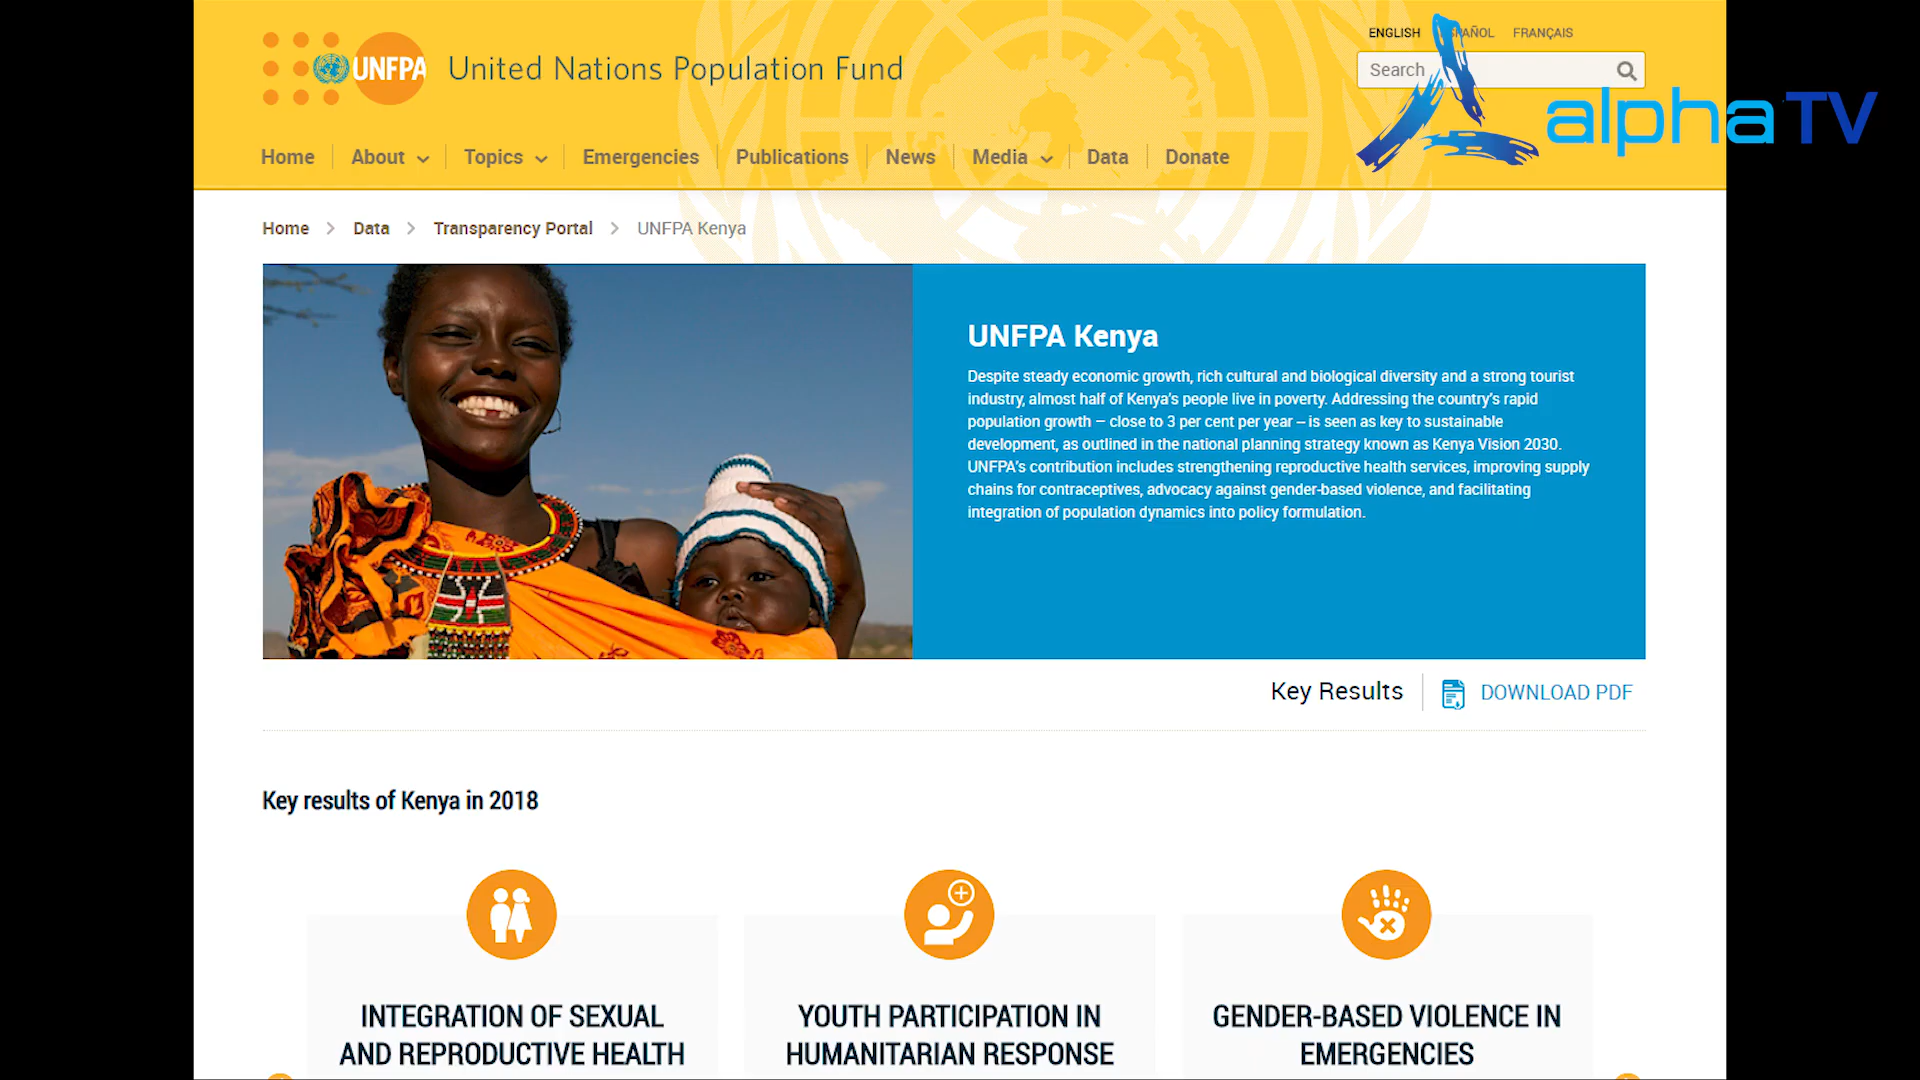 ENGLISH ESPAÑOL FRANÇAIS
UNFPA United Nations Population Fund
Search
alphaTV
Home About Topics Emergencies Publications News Media Data Donate
Home Data Transparency Portal UNFPA Kenya
UNFPA Kenya
Despite steady economic growth, rich cultural and biological diversity and a strong tourist
industry, almost half of Kenya's people live in poverty. Addressing the country's rapid
population growth – close to 3 per cent per year – is seen as key to sustainable
development, as outlined in the national planning strategy known as Kenya Vision 2030.
UNFPA's contribution includes strengthening reproductive health services, improving supply
chains for contraceptives, advocacy against gender-based violence, and facilitating
integration of population dynamics into policy formulation.
Key Results DOWNLOAD PDF
Key results of Kenya in 2018
INTEGRATION OF SEXUAL
AND REPRODUCTIVE HEALTH
YOUTH PARTICIPATION IN
HUMANITARIAN RESPONSE
GENDER-BASED VIOLENCE IN
EMERGENCIES